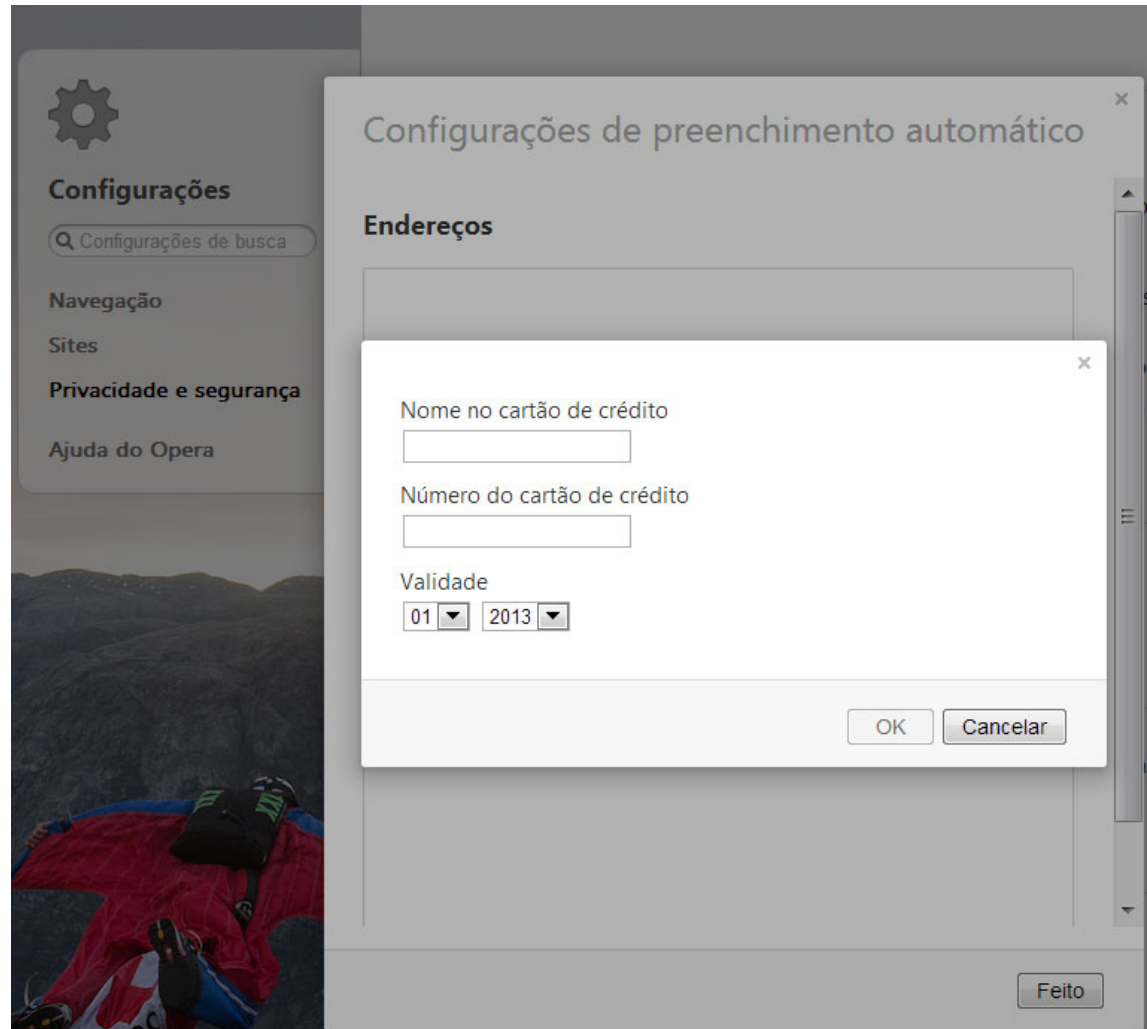 Configurações
Configurações de busca
Navegação
Sites
Privacidade e segurança
Ajuda do Opera
Configurações de preenchimento automático
Endereços
Nome no cartão de crédito
Número do cartão de crédito
Validade
01 2013
OK Cancelar
Feito